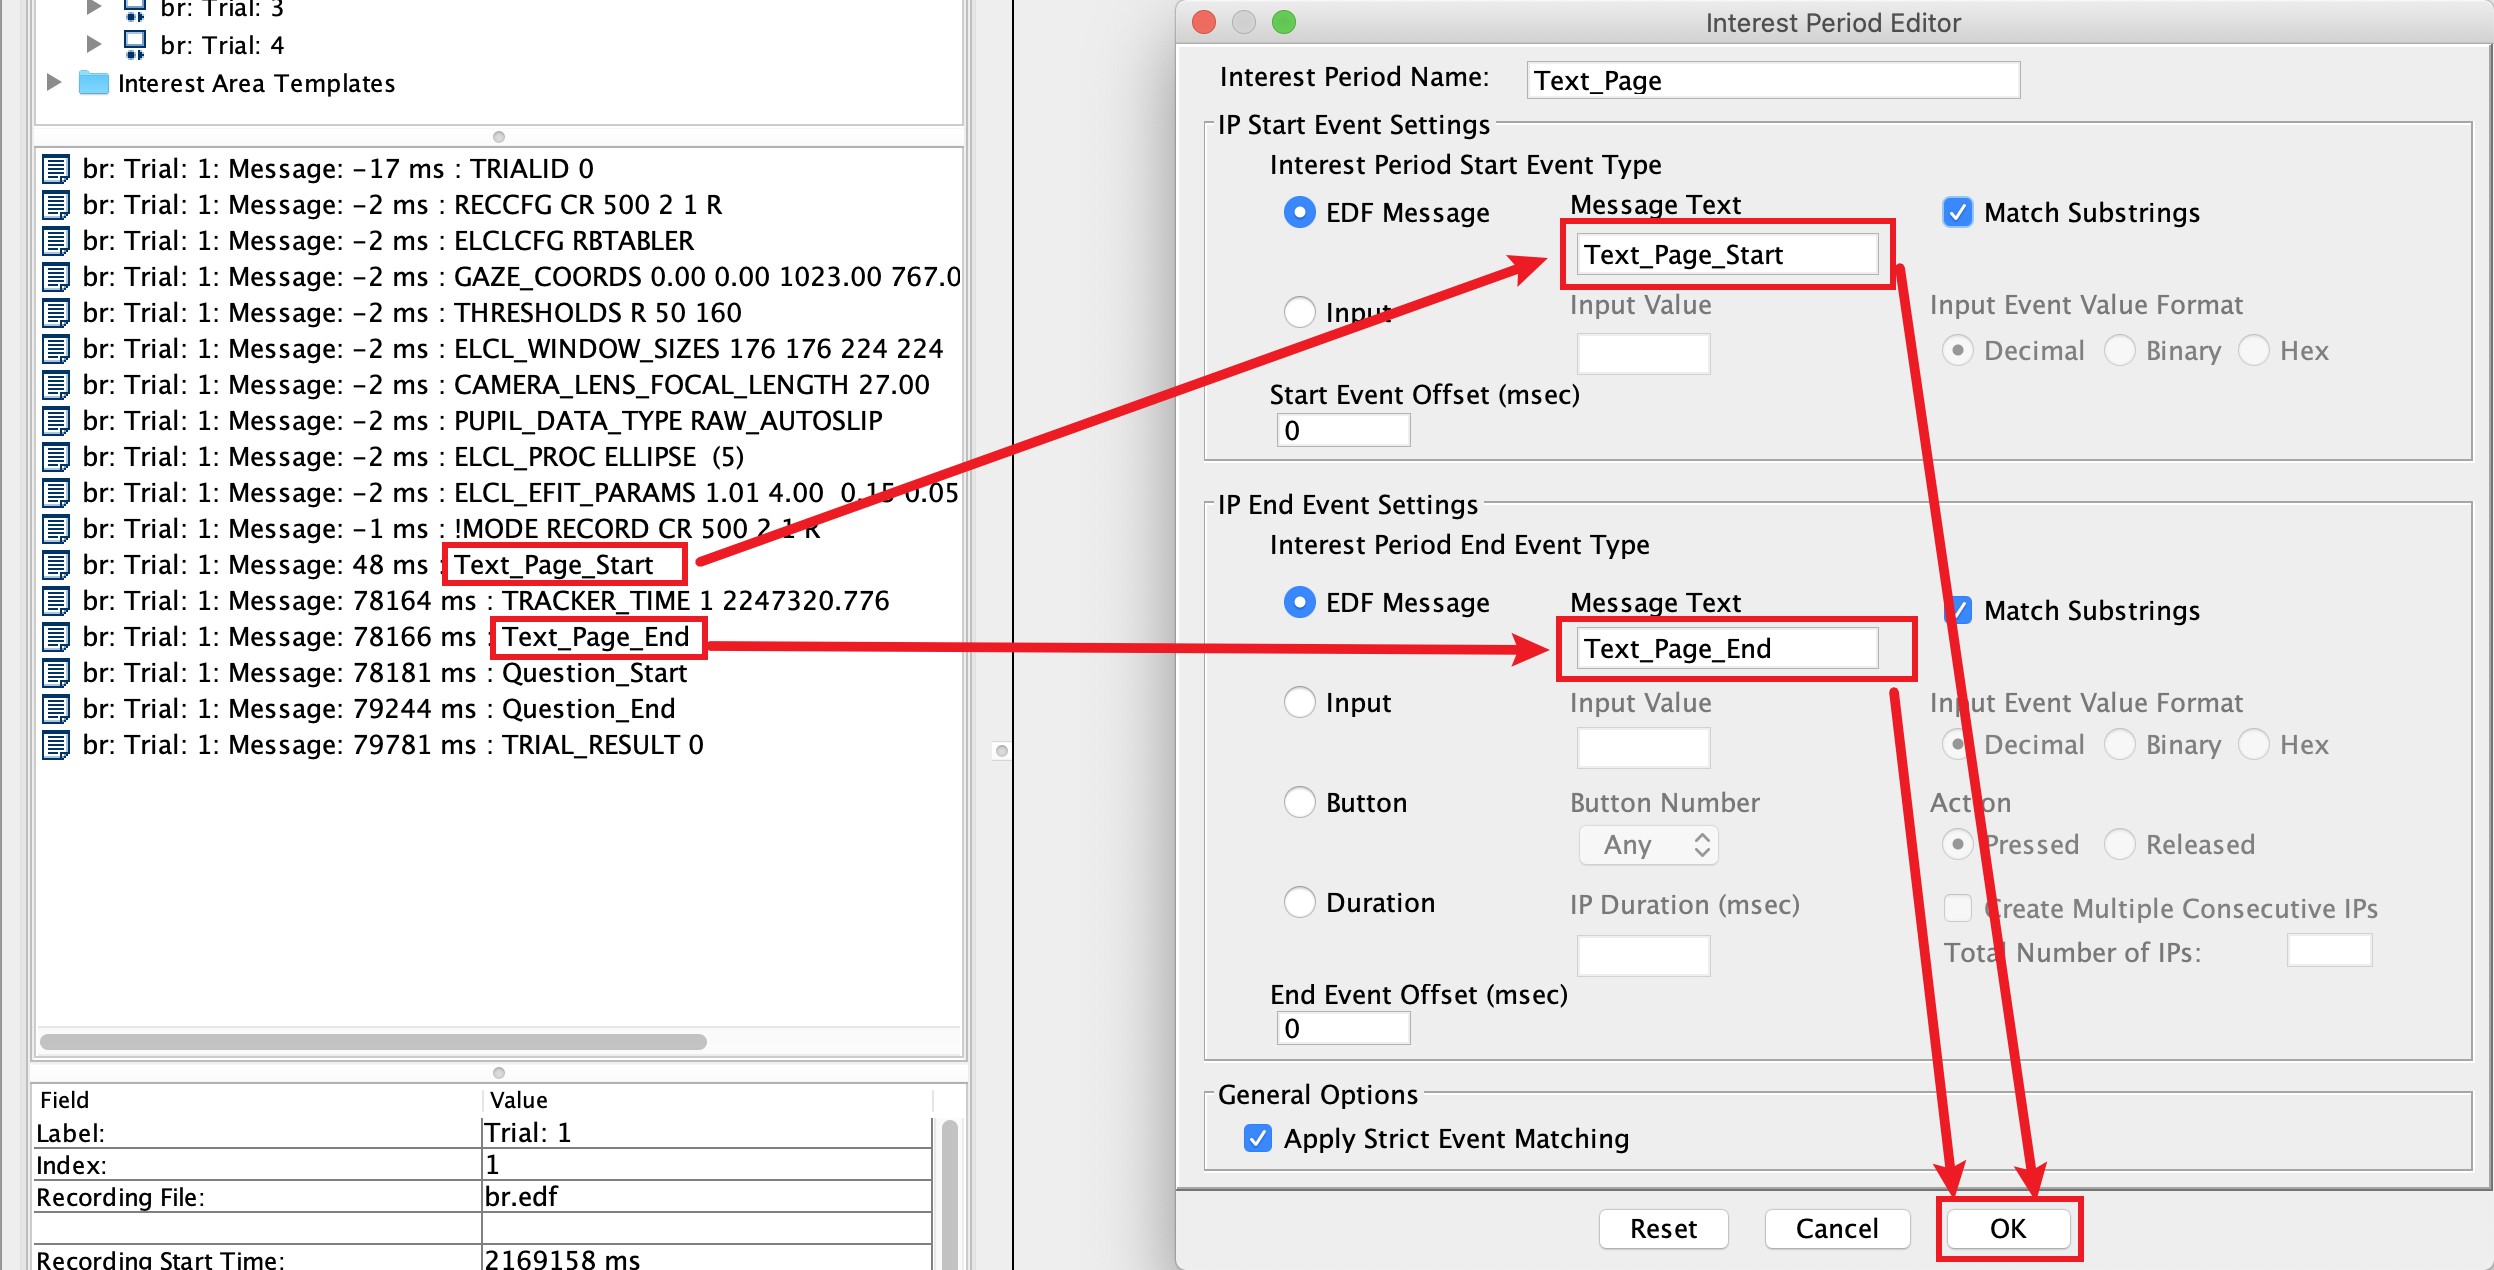 br: Trial: 3
br: Trial: 4
Interest Area Templates
br: Trial: 1: Message: -17 ms : TRIALID 0
br: Trial: 1: Message: -2 ms : RECCFG CR 500 2 1 R
br: Trial: 1: Message: -2 ms : ELCLCFG RBTABLER
br: Trial: 1: Message: -2 ms : GAZE_COORDS 0.00 0.00 1023.00 767.0
br: Trial: 1: Message: -2 ms : THRESHOLDS R 50 160
br: Trial: 1: Message: -2 ms : ELCL_WINDOW_SIZES 176 176 224 224
br: Trial: 1: Message: -2 ms : CAMERA_LENS_FOCAL_LENGTH 27.00
br: Trial: 1: Message: -2 ms : PUPIL_DATA_TYPE RAW_AUTOSLIP
br: Trial: 1: Message: -2 ms : ELCL_PROC ELLIPSE  (5)
br: Trial: 1: Message: -2 ms : ELCL_EFIT_PARAMS 1.01 4.00  0.15 0.05
br: Trial: 1: Message: -1 ms : !MODE RECORD CR 500 2 1 R
br: Trial: 1: Message: 48 ms : Text_Page_Start
br: Trial: 1: Message: 78164 ms : TRACKER_TIME 1 2247320.776
br: Trial: 1: Message: 78166 ms : Text_Page_End
br: Trial: 1: Message: 78181 ms : Question_Start
br: Trial: 1: Message: 79244 ms : Question_End
br: Trial: 1: Message: 79781 ms : TRIAL_RESULT 0
Field Value
Label: Trial: 1
Index: 1
Recording File: br.edf
Recording Start Time: 2169158 ms
Interest Period Editor
Interest Period Name: Text_Page
IP Start Event Settings
Interest Period Start Event Type
EDF Message Message Text Match Substrings
Text_Page_Start
Input Input Value Input Event Value Format
Decimal Binary Hex
Start Event Offset (msec)
0
IP End Event Settings
Interest Period End Event Type
EDF Message Message Text Match Substrings
Text_Page_End
Input Input Value Input Event Value Format
Decimal Binary Hex
Button Button Number Action
Any Pressed Released
Duration IP Duration (msec) Create Multiple Consecutive IPs
Total Number of IPs:
End Event Offset (msec)
0
General Options
Apply Strict Event Matching
Reset Cancel OK